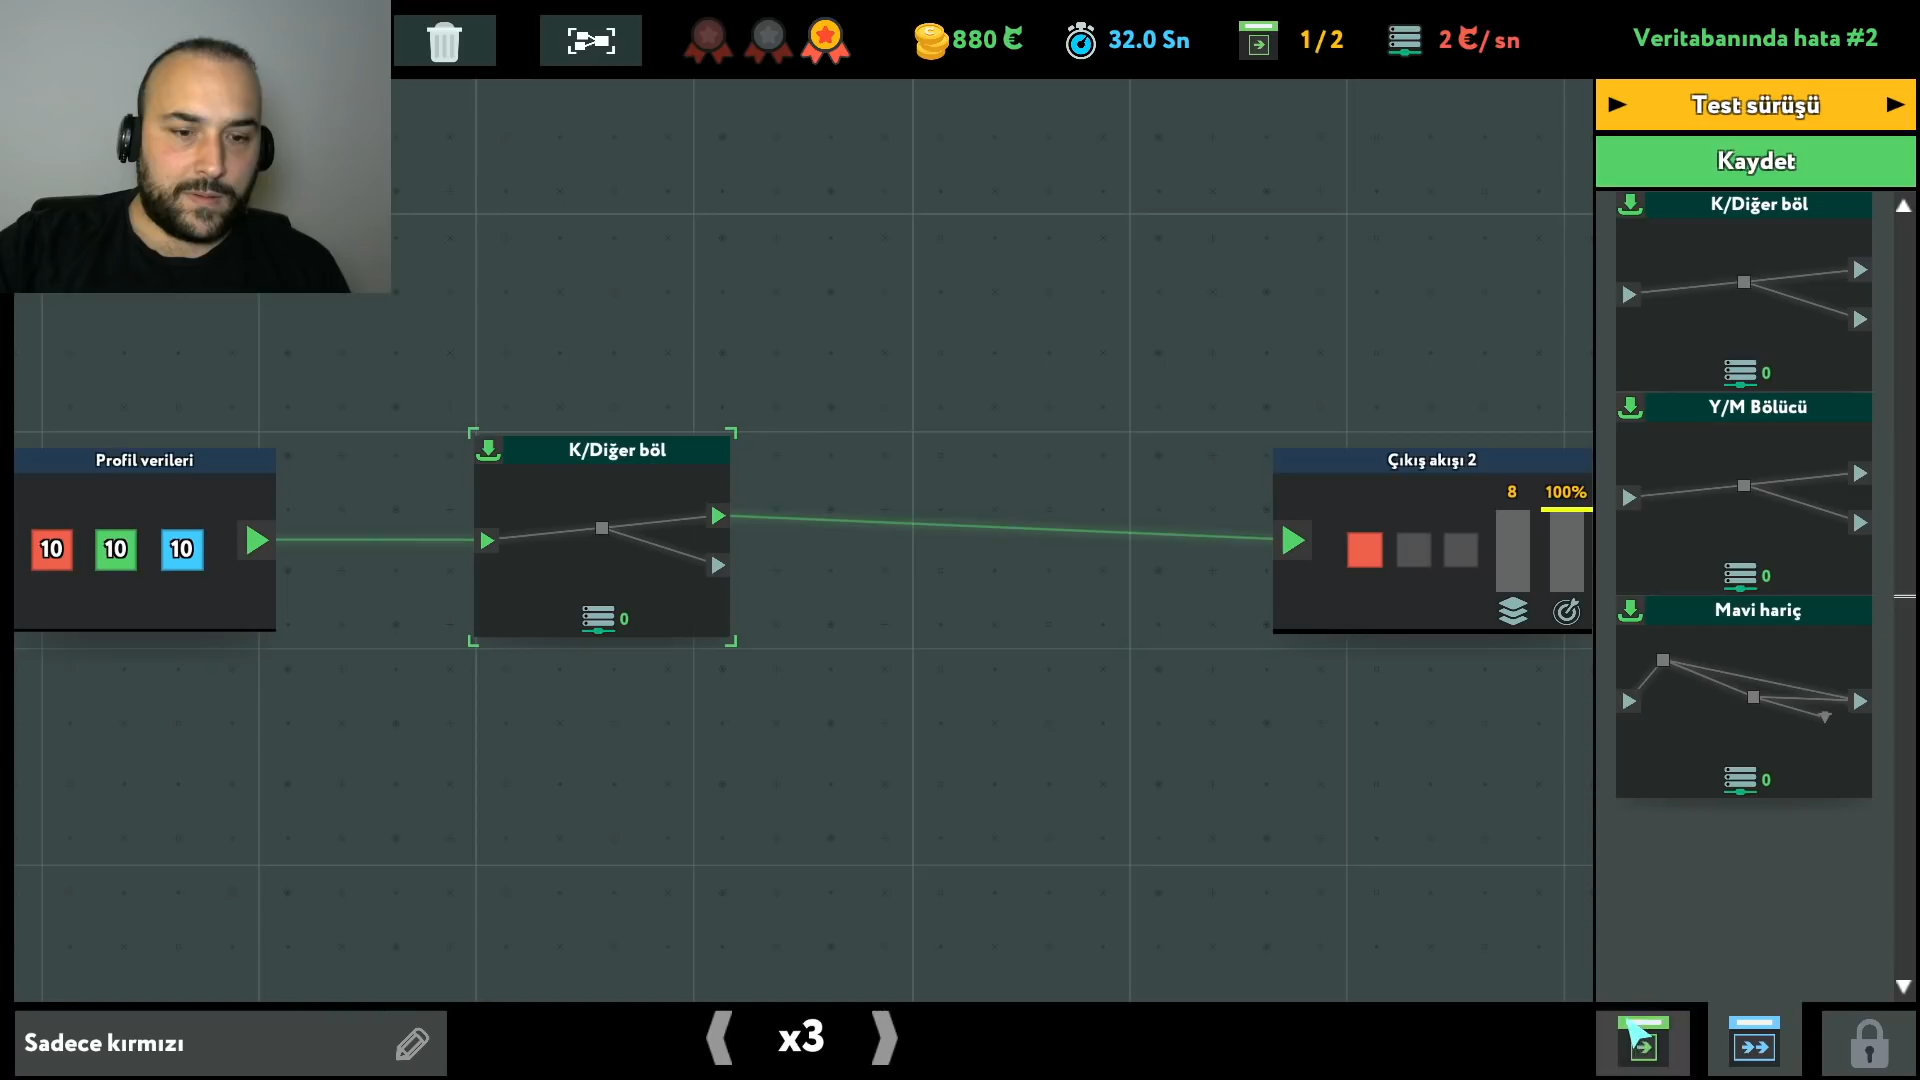 880
32.0 Sn
1/2
2 €/sn
Veritabanında hata #2
Test sürüşü
Kaydet
K/Diğer böl
0
Y/M Bölücü
0
Mavi hariç
0
Profil verileri
10 10 10
K/Diğer böl
0
Çıkış akışı 2
8 100%
Sadece kırmızı
x3